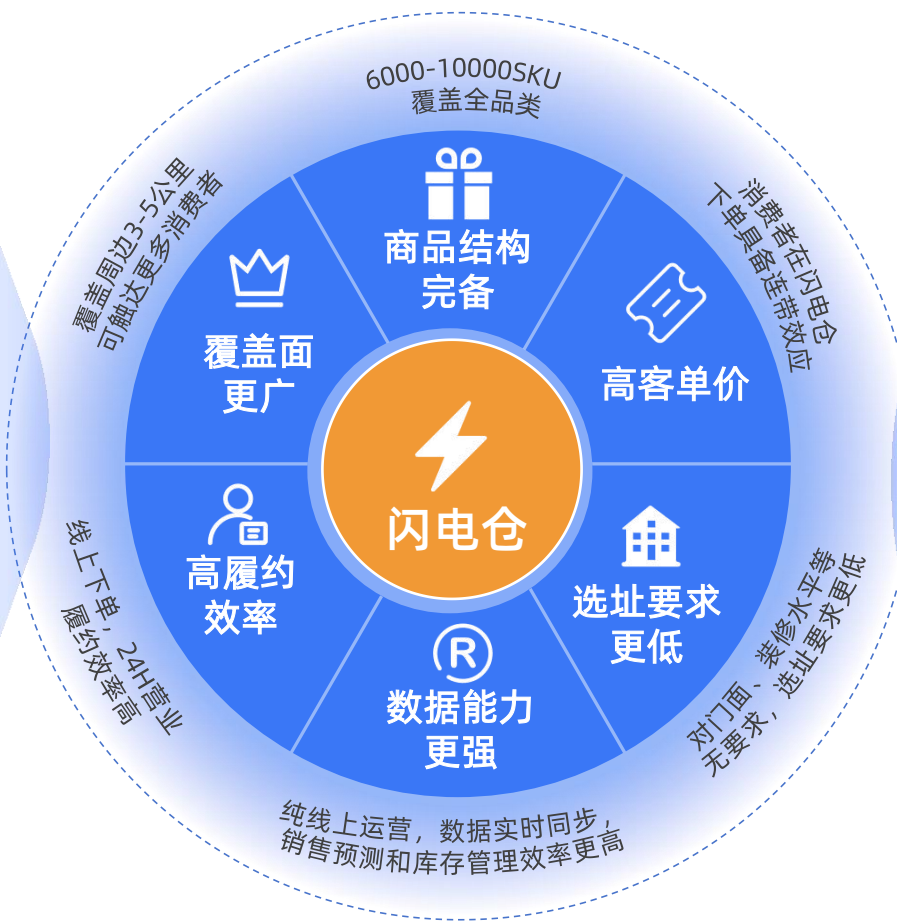 6000-10000SKU
覆盖全品类
商品结构
完备
消费者在闪电仓
下单具备连带效应
高客单价
对门面、装修水平等
无要求，选址要求更低
选址要求
更低
纯线上运营，数据实时同步，
销售预测和库存管理效率更高
数据能力
更强
线上下单，24H营业
履约效率高
高履约
效率
覆盖周边3-5公里
可触达更多消费者
覆盖面
更广
闪电仓
R